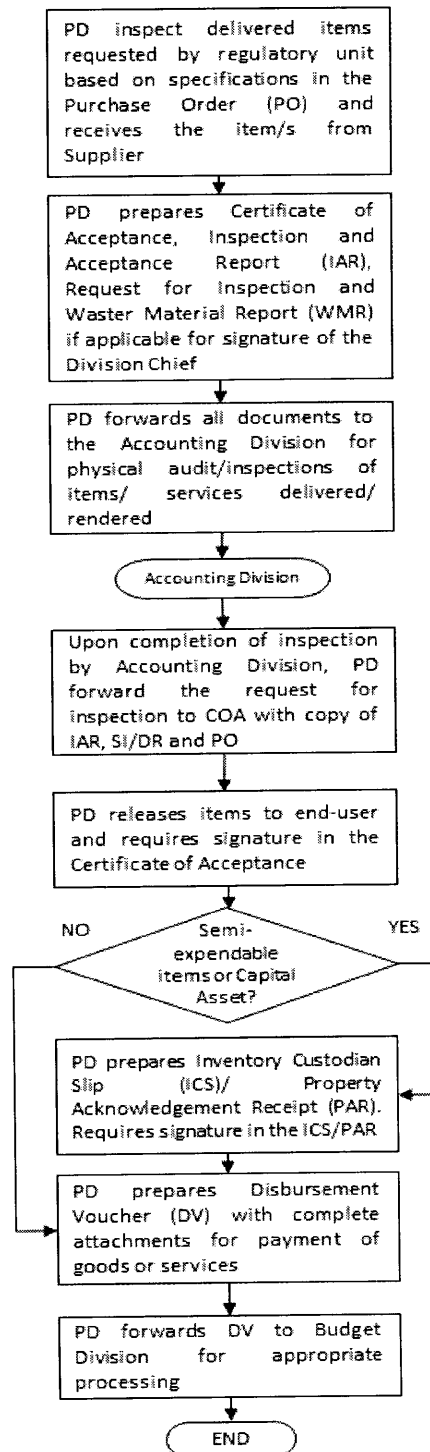 PD inspect delivered items
requested by regulatory unit
based on specifications in the
Purchase Order (PO) and
receives the item/s from
Supplier
PD prepares Certificate of
Acceptance, Inspection and
Acceptance Report (IAR),
Request for Inspection and
Waster Material Report (WMR)
if applicable for signature of the
Division Chief
PD forwards all documents to
the Accounting Division for
physical audit/inspections of
items/ services delivered/
rendered
Accounting Division
Upon completion of inspection
by Accounting Division, PD
forward the request for
inspection to COA with copy of
IAR, SI/DR and PO
PD releases items to end-user
and requires signature in the
Certificate of Acceptance
NO
YES
Semi-
expendable
items or Capital
Asset?
PD prepares Inventory Custodian
Slip (ICS)/ Property
Acknowledgement Receipt (PAR).
Requires signature in the ICS/PAR
PD prepares Disbursement
Voucher (DV) with complete
attachments for payment of
goods or services
PD forwards DV to Budget
Division for appropriate
processing
END